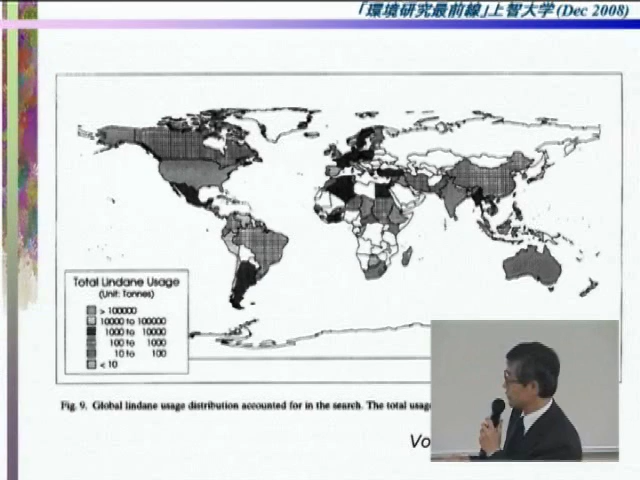 「環境研究最前線」上智大学(Dec 2008)
Total Lindane Usage
(Unit: Tonnes)
> 100000
10000 to 100000
1000 to 10000
100 to 1000
10 to 100
< 10
Fig. 9. Global lindane usage distribution accounted for in the search. The total usag
Vo